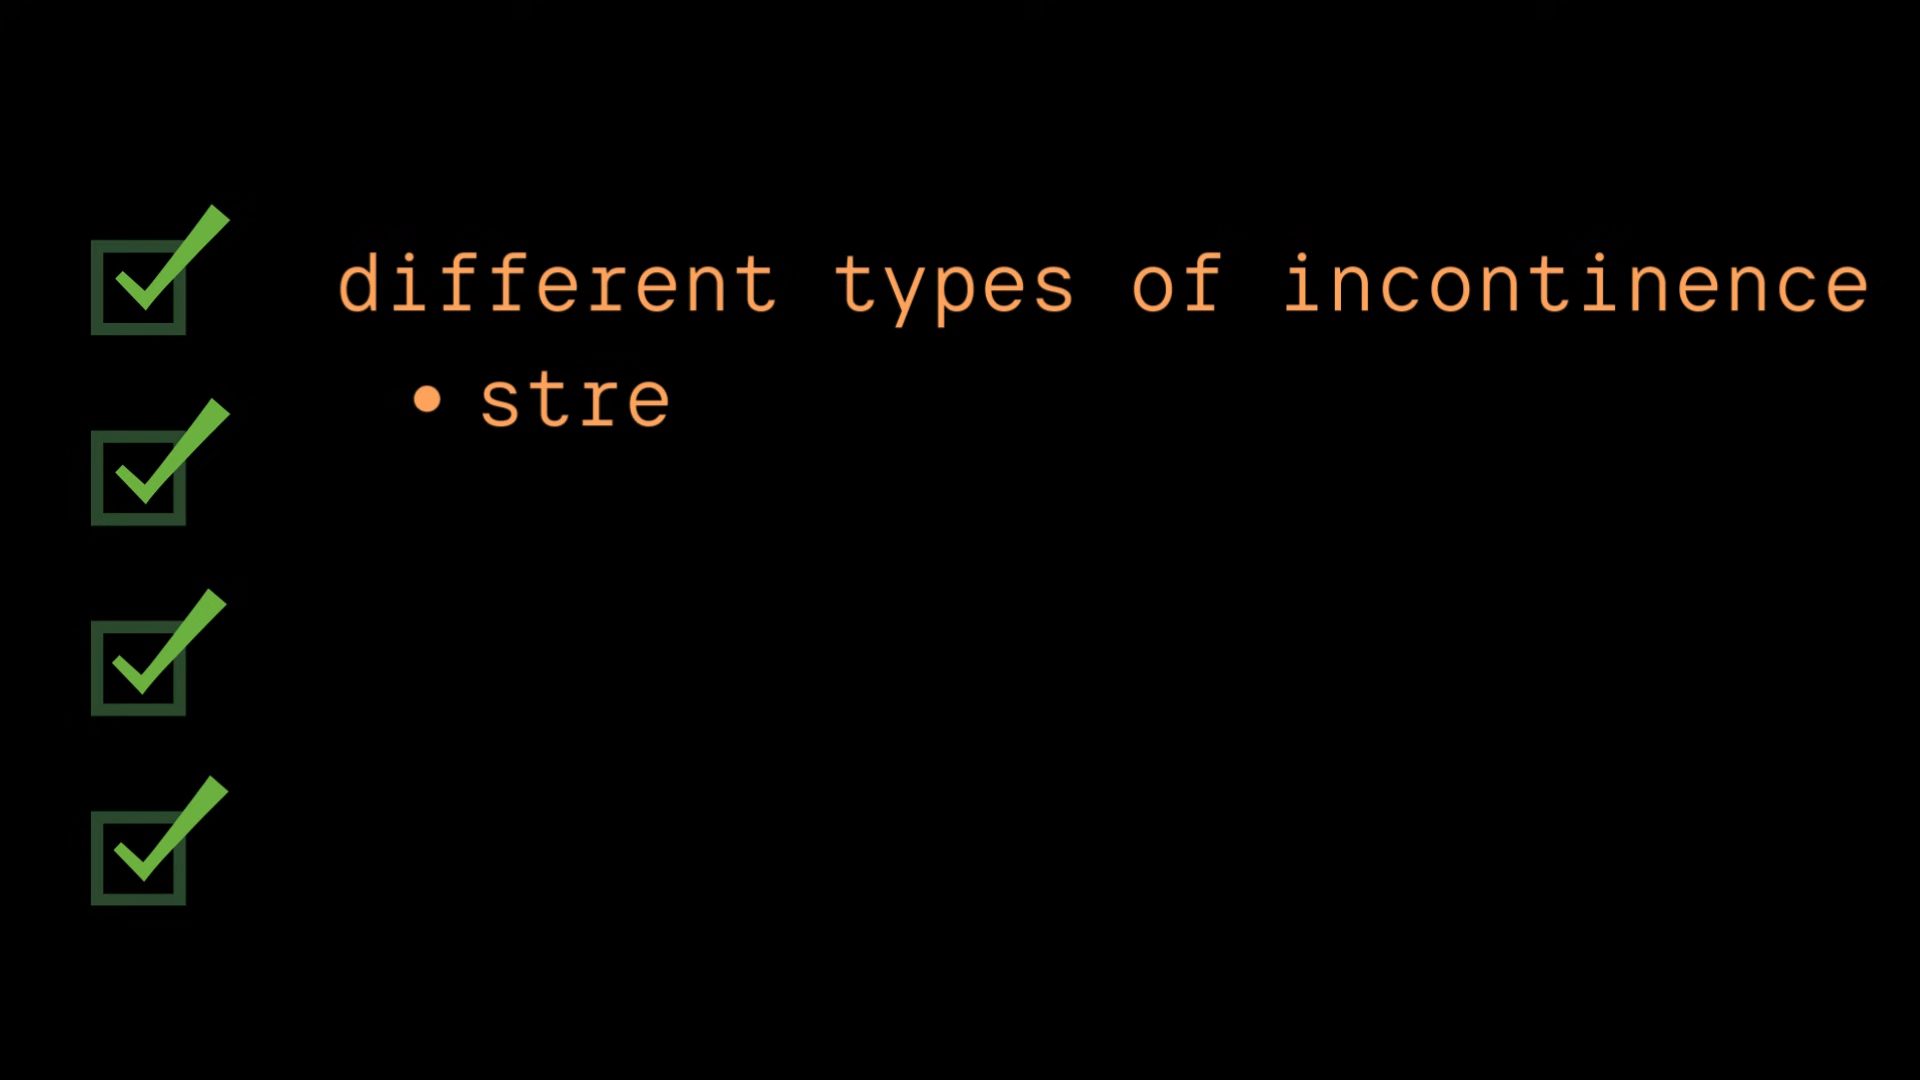 different types of incontinence
• stre